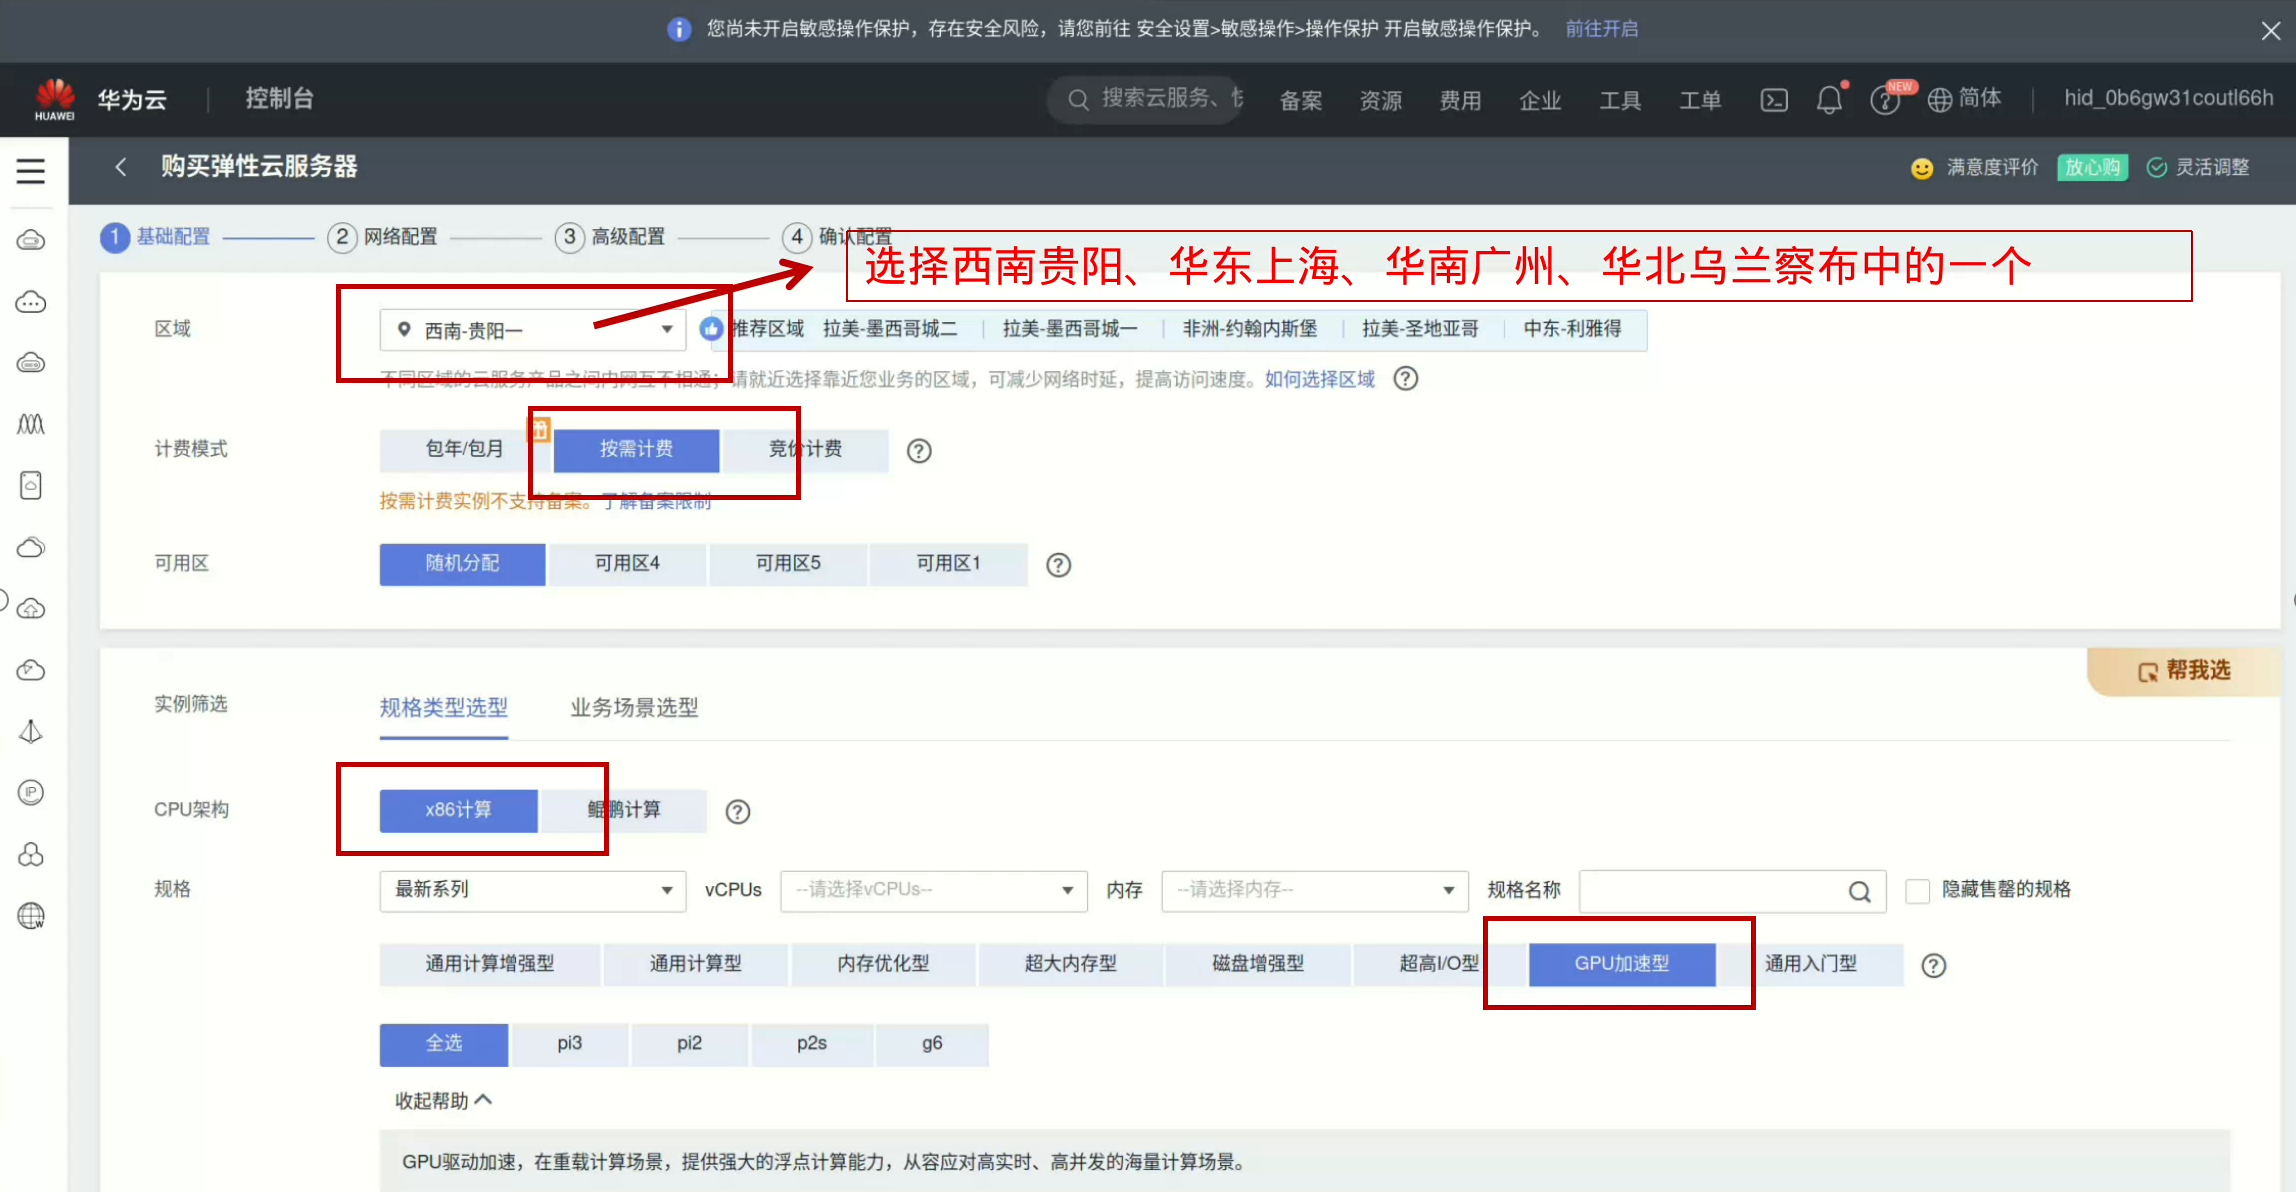 您尚未开启敏感操作保护，存在安全风险，请您前往 安全设置>敏感操作>操作保护 开启敏感操作保护。 前往开启
HUAWEI 华为云 控制台 搜索云服务、 备案 资源 费用 企业 工具 工单 NEW 简体 hid_0b6gw31coutl66h
购买弹性云服务器 满意度评价 放心购 灵活调整
1 基础配置 2 网络配置 3 高级配置 4 确认配置
选择西南贵阳、华东上海、华南广州、华北乌兰察布中的一个
区域 西南-贵阳一 推荐区域 拉美-墨西哥城二 拉美-墨西哥城一 非洲-约翰内斯堡 拉美-圣地亚哥 中东-利雅得
不同区域的云服务产品之间内网互不相通；请就近选择靠近您业务的区域，可减少网络时延，提高访问速度。如何选择区域
计费模式 包年/包月 按需计费 竞价计费
按需计费实例不支持备案。了解备案限制
可用区 随机分配 可用区4 可用区5 可用区1
帮我选
实例筛选 规格类型选型 业务场景选型
CPU架构 x86计算 鲲鹏计算
规格 最新系列 vCPUs --请选择vCPUs-- 内存 --请选择内存-- 规格名称 隐藏售罄的规格
通用计算增强型 通用计算型 内存优化型 超大内存型 磁盘增强型 超高I/O型 GPU加速型 通用入门型
全选 pi3 pi2 p2s g6
收起帮助
GPU驱动加速，在重载计算场景，提供强大的浮点计算能力，从容应对高实时、高并发的海量计算场景。